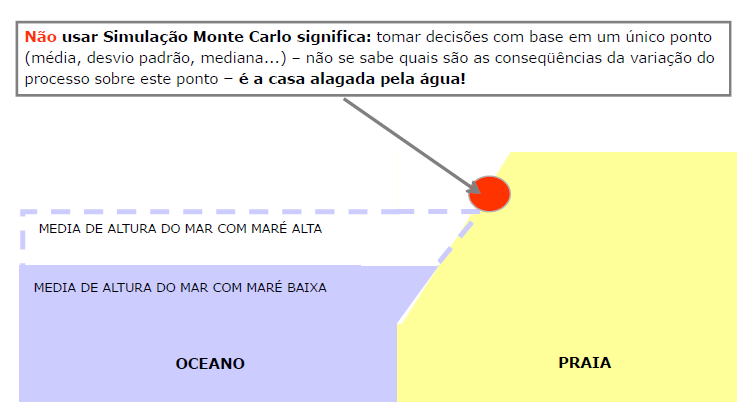 Não usar Simulação Monte Carlo significa: tomar decisões com base em um único ponto
(média, desvio padrão, mediana...) – não se sabe quais são as conseqüências da variação do
processo sobre este ponto – é a casa alagada pela água!
MEDIA DE ALTURA DO MAR COM MARÉ ALTA
MEDIA DE ALTURA DO MAR COM MARÉ BAIXA
OCEANO
PRAIA